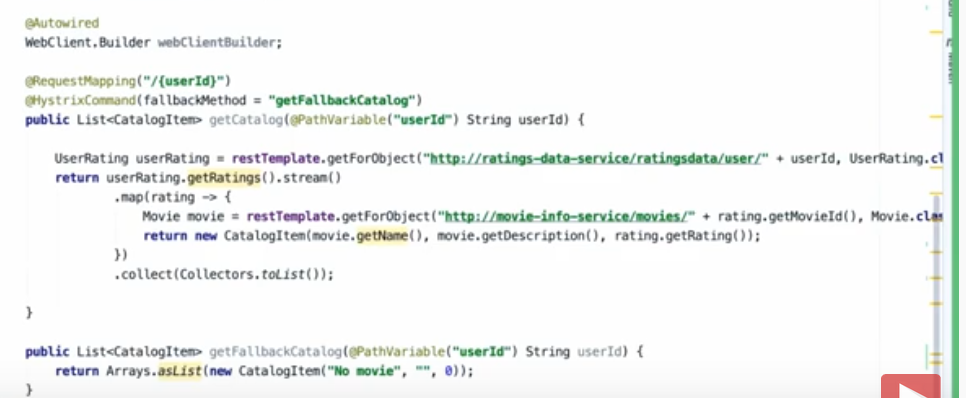 @Autowired
WebClient.Builder webClientBuilder;
@RequestMapping("/{userId}")
@HystrixCommand(fallbackMethod = "getFallbackCatalog")
public List<CatalogItem> getCatalog(@PathVariable("userId") String userId) {
UserRating userRating = restTemplate.getForObject("http://ratings-data-service/ratingsdata/user/" + userId, UserRating.cl
return userRating.getRatings().stream()
.map(rating -> {
Movie movie = restTemplate.getForObject("http://movie-info-service/movies/" + rating.getMovieId(), Movie.clas
return new CatalogItem(movie.getName(), movie.getDescription(), rating.getRating());
})
.collect(Collectors.toList());
}
public List<CatalogItem> getFallbackCatalog(@PathVariable("userId") String userId) {
return Arrays.asList(new CatalogItem("No movie", "", 0));
}